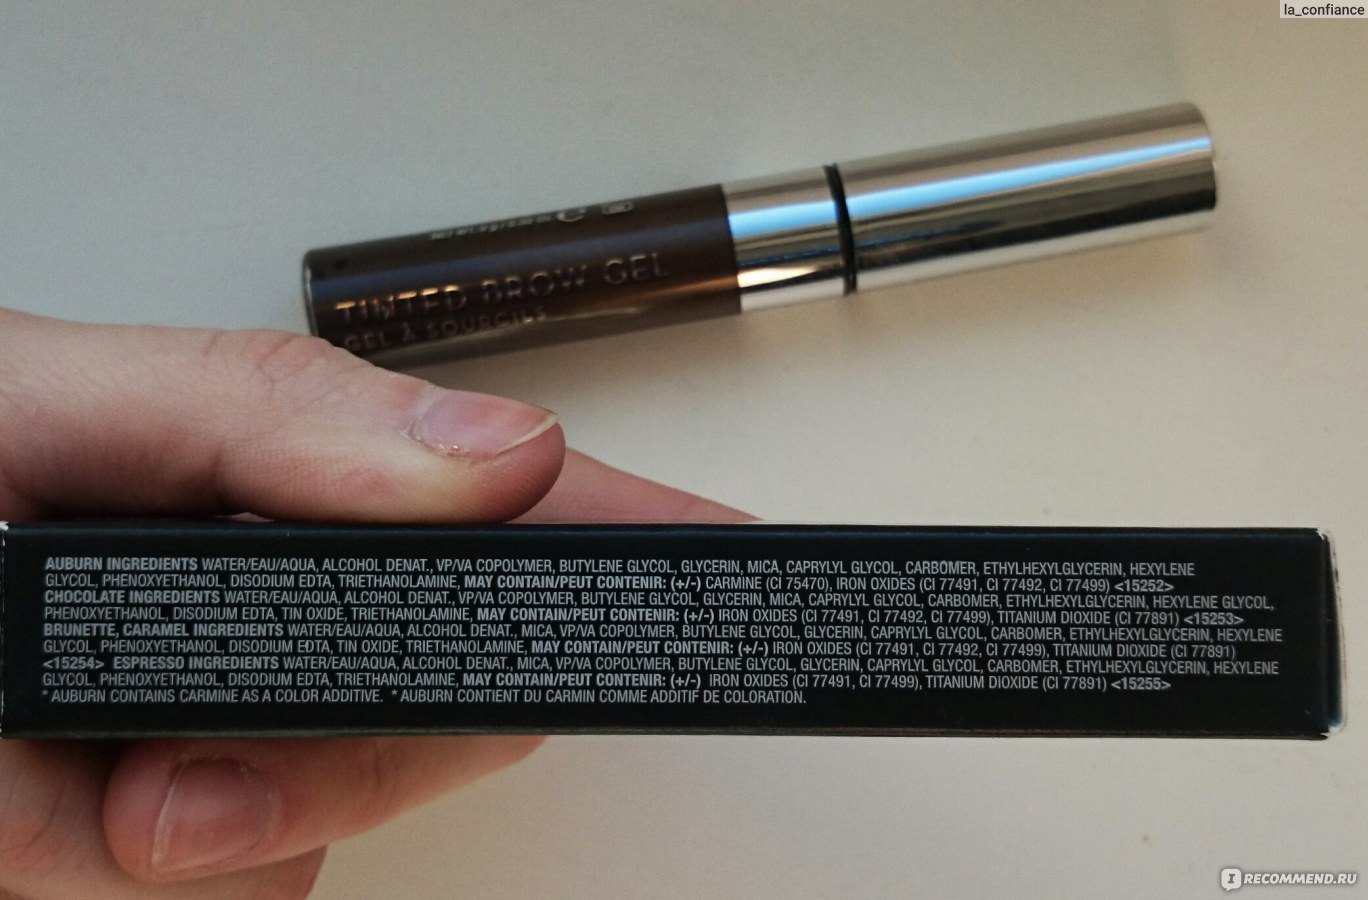 la_confiance
TINTED BROW GEL
GEL À SOURCILS
AUBURN INGREDIENTS WATER/EAU/AQUA, ALCOHOL DENAT., VP/VA COPOLYMER, BUTYLENE GLYCOL, GLYCERIN, MICA, CAPRYLYL GLYCOL, CARBOMER, ETHYLHEXYLGLYCERIN, HEXYLENE
GLYCOL, PHENOXYETHANOL, DISODIUM EDTA, TRIETHANOLAMINE, MAY CONTAIN/PEUT CONTENIR: (+/-) CARMINE (CI 75470), IRON OXIDES (CI 77491, CI 77492, CI 77499) <15252>
CHOCOLATE INGREDIENTS WATER/EAU/AQUA, ALCOHOL DENAT., VP/VA COPOLYMER, BUTYLENE GLYCOL, GLYCERIN, MICA, CAPRYLYL GLYCOL, CARBOMER, ETHYLHEXYLGLYCERIN, HEXYLENE GLYCOL,
PHENOXYETHANOL, DISODIUM EDTA, TIN OXIDE, TRIETHANOLAMINE, MAY CONTAIN/PEUT CONTENIR: (+/-) IRON OXIDES (CI 77491, CI 77492, CI 77499), TITANIUM DIOXIDE (CI 77891) <15253>
BRUNETTE, CARAMEL INGREDIENTS WATER/EAU/AQUA, ALCOHOL DENAT., MICA, VP/VA COPOLYMER, BUTYLENE GLYCOL, GLYCERIN, CAPRYLYL GLYCOL, CARBOMER, ETHYLHEXYLGLYCERIN, HEXYLENE
GLYCOL, PHENOXYETHANOL, DISODIUM EDTA, TIN OXIDE, TRIETHANOLAMINE, MAY CONTAIN/PEUT CONTENIR: (+/-) IRON OXIDES (CI 77491, CI 77492, CI 77499), TITANIUM DIOXIDE (CI 77891)
<15254> ESPRESSO INGREDIENTS WATER/EAU/AQUA, ALCOHOL DENAT., MICA, VP/VA COPOLYMER, BUTYLENE GLYCOL, GLYCERIN, CAPRYLYL GLYCOL, CARBOMER, ETHYLHEXYLGLYCERIN, HEXYLENE
GLYCOL, PHENOXYETHANOL, DISODIUM EDTA, TRIETHANOLAMINE, MAY CONTAIN/PEUT CONTENIR: (+/-) IRON OXIDES (CI 77491, CI 77499), TITANIUM DIOXIDE (CI 77891) <15255>
* AUBURN CONTAINS CARMINE AS A COLOR ADDITIVE. * AUBURN CONTIENT DU CARMIN COMME ADDITIF DE COLORATION.
IRECOMMEND.RU